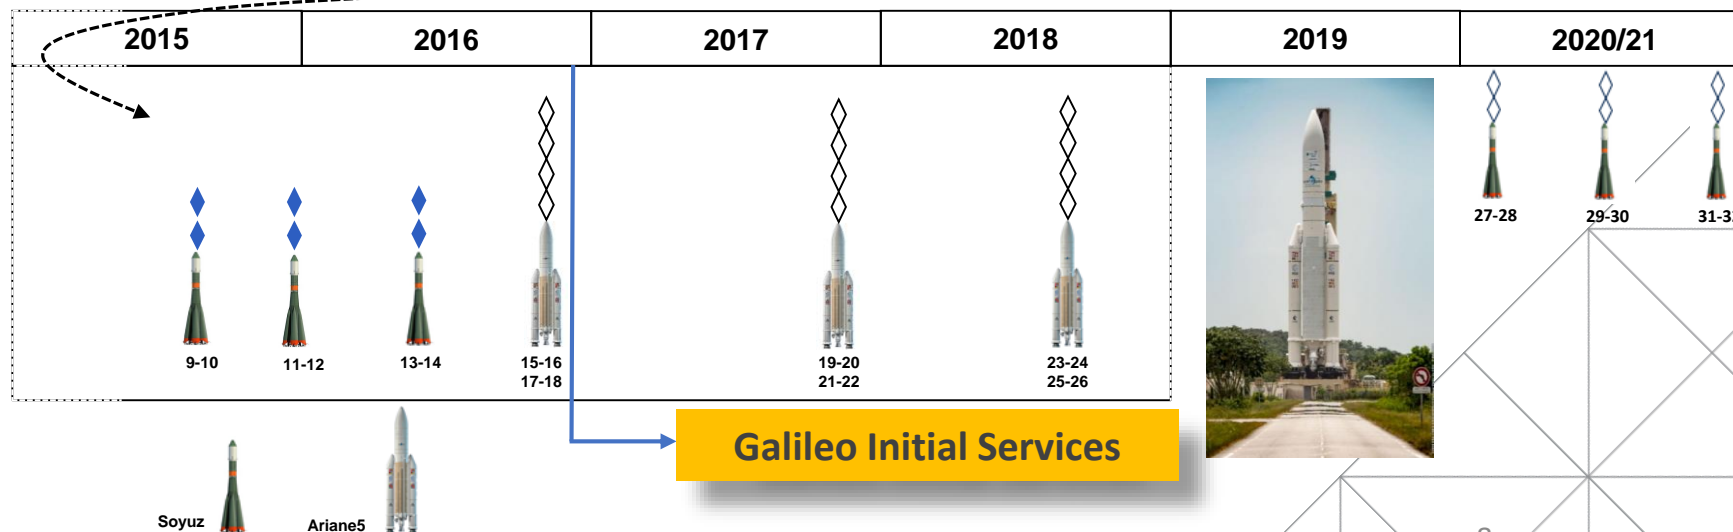 2015 2016 2017 2018 2019 2020/21
27-28 29-30
9-10 11-12 13-14 15-16 19-20 23-24
17-18 21-22 25-26
Galileo Initial Services
Soyuz Ariane5